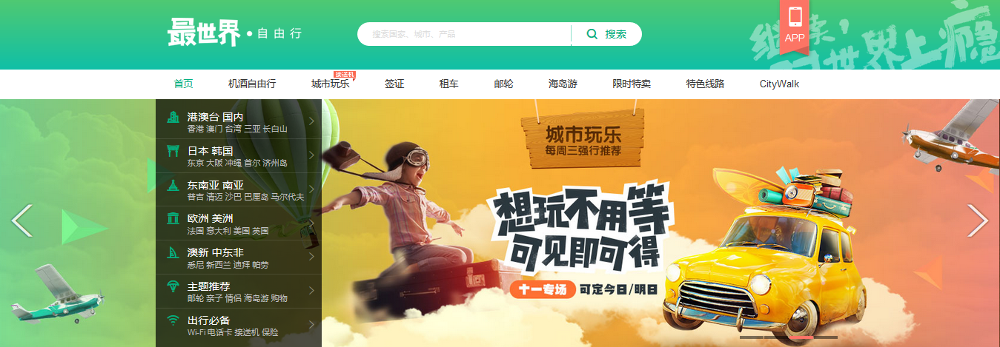 最世界·自由行
搜索国家、城市、产品
搜索
APP
继续,
世界上瘾
接送机
首页 机酒自由行 城市玩乐 签证 租车 邮轮 海岛游 限时特卖 特色线路 CityWalk
港澳台 国内
香港 澳门 台湾 三亚 长白山
日本 韩国
东京 大阪 冲绳 首尔 济州岛
东南亚 南亚
普吉 清迈 沙巴 巴厘岛 马尔代夫
欧洲 美洲
法国 意大利 美国 英国
澳新 中东非
悉尼 新西兰 迪拜 帕劳
主题推荐
邮轮 亲子 情侣 海岛游 购物
出行必备
Wi-Fi 电话卡 接送机 保险
城市玩乐
每周三强行推荐
想玩不用等
可见即可得
十一专场 可定今日/明日